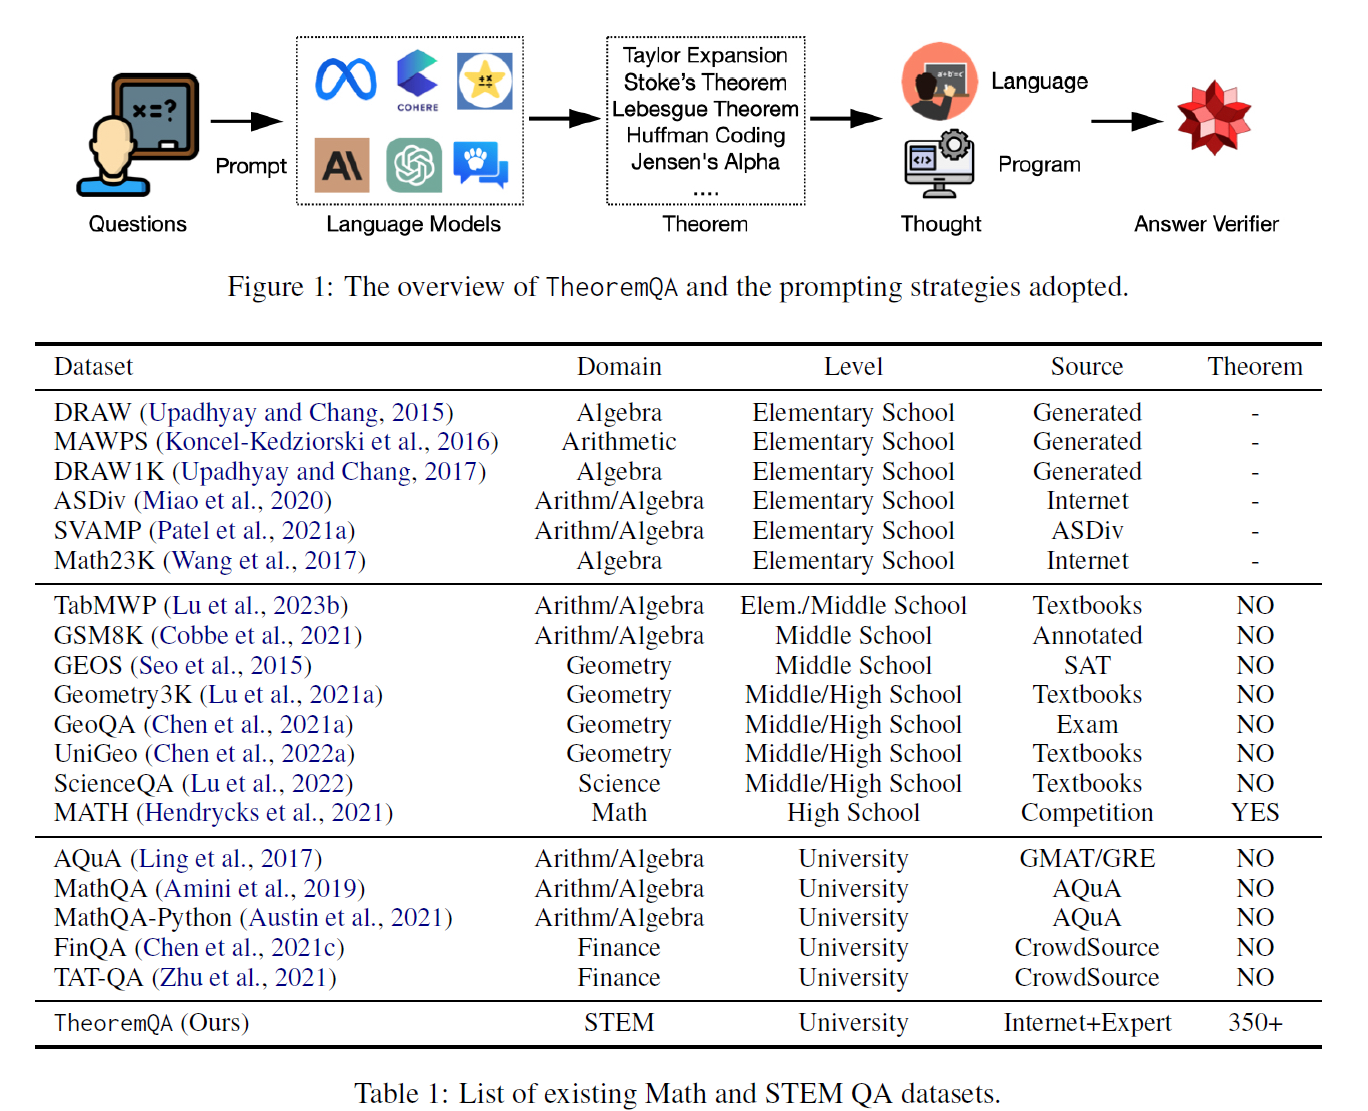 x=?
Prompt
Questions
COHERE
A\
Language Models
Taylor Expansion
Stoke's Theorem
Lebesgue Theorem
Huffman Coding
Jensen's Alpha
....
Theorem
a+b=c
Language
</>
Program
Thought
Answer Verifier
Figure 1: The overview of TheoremQA and the prompting strategies adopted.
Dataset Domain Level Source Theorem
DRAW (Upadhyay and Chang, 2015) Algebra Elementary School Generated -
MAWPS (Koncel-Kedziorski et al., 2016) Arithmetic Elementary School Generated -
DRAW1K (Upadhyay and Chang, 2017) Algebra Elementary School Generated -
ASDiv (Miao et al., 2020) Arithm/Algebra Elementary School Internet -
SVAMP (Patel et al., 2021a) Arithm/Algebra Elementary School ASDiv -
Math23K (Wang et al., 2017) Algebra Elementary School Internet -
TabMWP (Lu et al., 2023b) Arithm/Algebra Elem./Middle School Textbooks NO
GSM8K (Cobbe et al., 2021) Arithm/Algebra Middle School Annotated NO
GEOS (Seo et al., 2015) Geometry Middle School SAT NO
Geometry3K (Lu et al., 2021a) Geometry Middle/High School Textbooks NO
GeoQA (Chen et al., 2021a) Geometry Middle/High School Exam NO
UniGeo (Chen et al., 2022a) Geometry Middle/High School Textbooks NO
ScienceQA (Lu et al., 2022) Science Middle/High School Textbooks NO
MATH (Hendrycks et al., 2021) Math High School Competition YES
AQuA (Ling et al., 2017) Arithm/Algebra University GMAT/GRE NO
MathQA (Amini et al., 2019) Arithm/Algebra University AQuA NO
MathQA-Python (Austin et al., 2021) Arithm/Algebra University AQuA NO
FinQA (Chen et al., 2021c) Finance University CrowdSource NO
TAT-QA (Zhu et al., 2021) Finance University CrowdSource NO
TheoremQA (Ours) STEM University Internet+Expert 350+
Table 1: List of existing Math and STEM QA datasets.